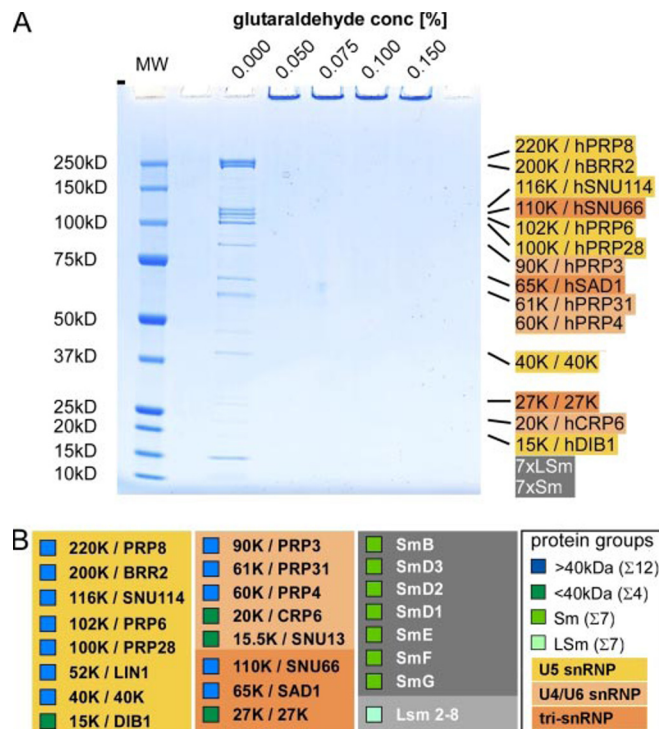 A
glutaraldehyde conc [%]
MW
0.000
0.050
0.075
0.100
0.150
250kD
150kD
100kD
75kD
50kD
37kD
25kD
20kD
15kD
10kD
220K / hPRP8
200K / hBRR2
116K / hSNU114
110K / hSNU66
102K / hPRP6
100K / hPRP28
90K / hPRP3
65K / hSAD1
61K / hPRP31
60K / hPRP4
40K / 40K
27K / 27K
20K / hCRP6
15K / hDIB1
7xLSm
7xSm
B
220K / PRP8
200K / BRR2
116K / SNU114
102K / PRP6
100K / PRP28
52K / LIN1
40K / 40K
15K / DIB1
90K / PRP3
61K / PRP31
60K / PRP4
20K / CRP6
15.5K / SNU13
110K / SNU66
65K / SAD1
27K / 27K
SmB
SmD3
SmD2
SmD1
SmE
SmF
SmG
Lsm 2-8
protein groups
>40kDa (Σ12)
<40kDa (Σ4)
Sm (Σ7)
LSm (Σ7)
U5 snRNP
U4/U6 snRNP
tri-snRNP